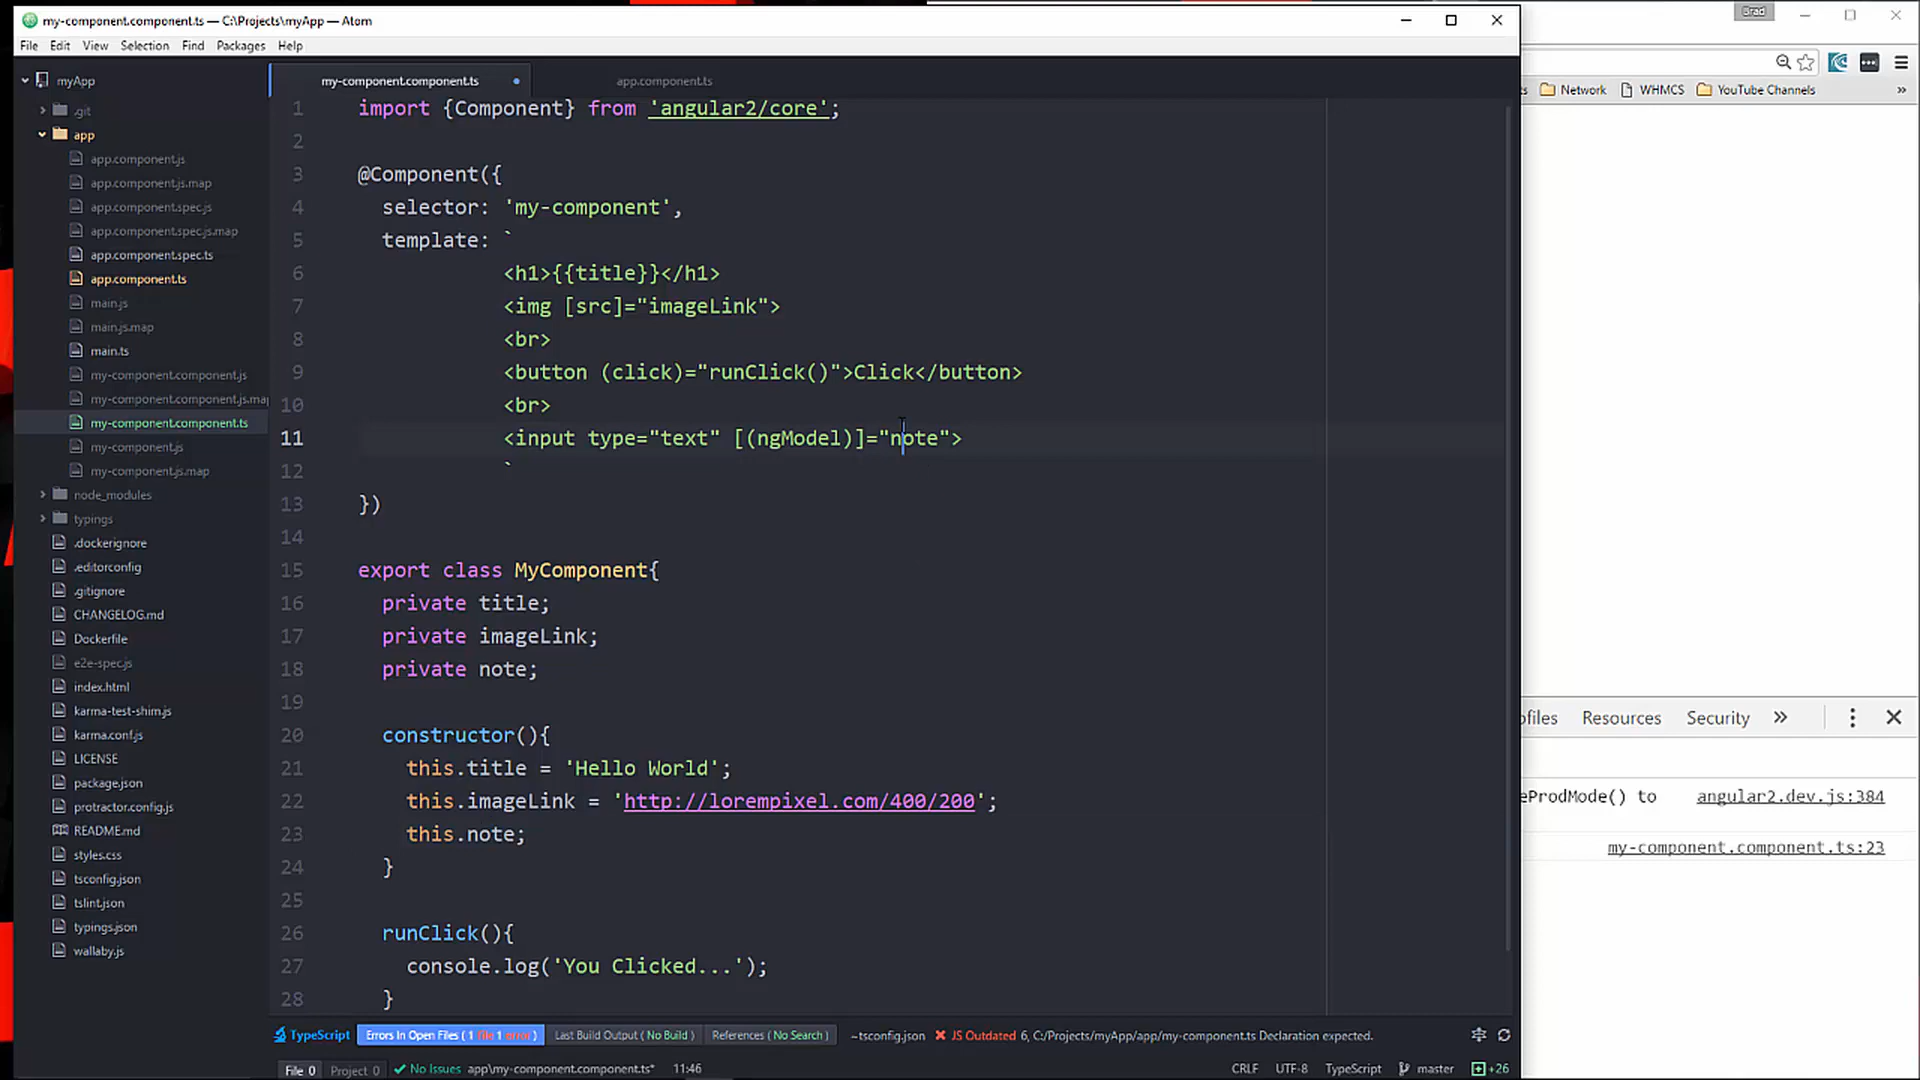 my-component.component.ts — C:\Projects\myApp — Atom
Brad
File Edit View Selection Find Packages Help
Network WHMCS YouTube Channels »
myApp
.git
app
app.component.js
app.component.js.map
app.component.spec.js
app.component.spec.js.map
app.component.spec.ts
app.component.ts
main.js
main.js.map
main.ts
my-component.component.js
my-component.component.js.ma
my-component.component.ts
my-component.js
my-component.js.map
node_modules
typings
.dockerignore
.editorconfig
.gitignore
CHANGELOG.md
Dockerfile
e2e-spec.js
index.html
karma-test-shim.js
karma.conf.js
LICENSE
package.json
protractor.config.js
README.md
styles.css
tsconfig.json
tslint.json
typings.json
wallaby.js
my-component.component.ts app.component.ts
1 import {Component} from 'angular2/core';
2
3 @Component({
4 selector: 'my-component',
5 template: `
6 <h1>{{title}}</h1>
7 <img [src]="imageLink">
8 <br>
9 <button (click)="runClick()">Click</button>
10 <br>
11 <input type="text" [(ngModel)]="note">
12 `
13 })
14
15 export class MyComponent{
16 private title;
17 private imageLink;
18 private note;
19
20 constructor(){
21 this.title = 'Hello World';
22 this.imageLink = 'http://lorempixel.com/400/200';
23 this.note;
24 }
25
26 runClick(){
27 console.log('You Clicked...');
28 }
TypeScript Errors In Open Files ( 1 file 1 error ) Last Build Output ( No Build ) References ( No Search ) ~tsconfig.json JS Outdated 6, C:/Projects/myApp/app/my-component.ts Declaration expected.
File 0 Project 0 No Issues app\my-component.component.ts* 11:46 CRLF UTF-8 TypeScript master +26
ofiles Resources Security »
eProdMode() to angular2.dev.js:384
my-component.component.ts:23